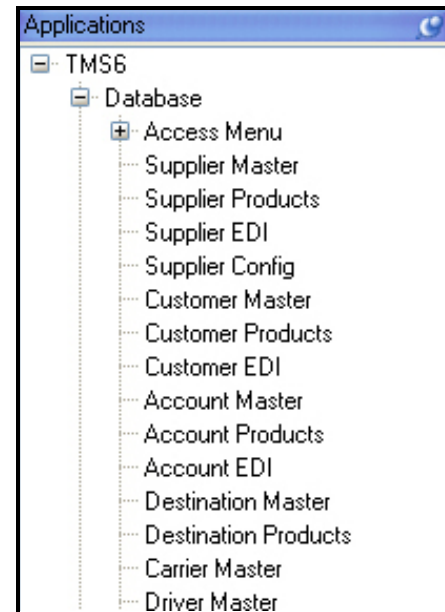 Applications
TMS6
Database
Access Menu
Supplier Master
Supplier Products
Supplier EDI
Supplier Config
Customer Master
Customer Products
Customer EDI
Account Master
Account Products
Account EDI
Destination Master
Destination Products
Carrier Master
Driver Master